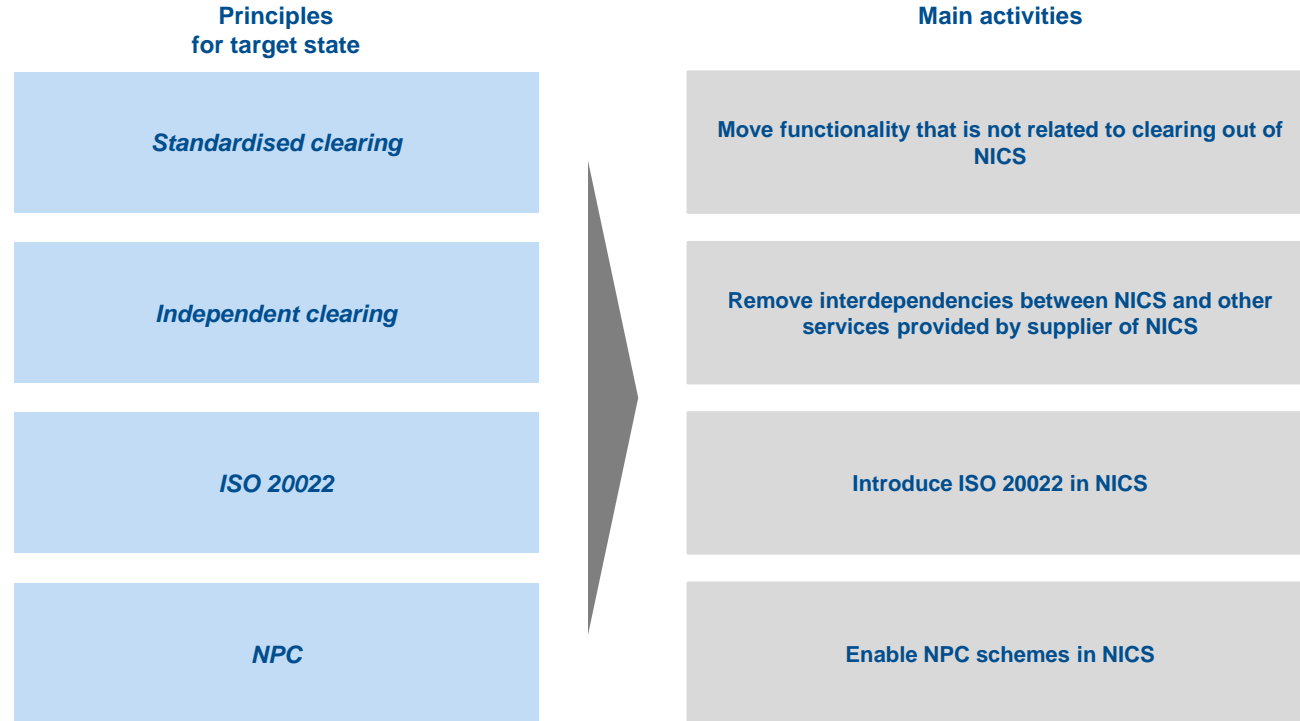 Principles
for target state
Main activities
Standardised clearing
Move functionality that is not related to clearing out of
NICS
Independent clearing
Remove interdependencies between NICS and other
services provided by supplier of NICS
ISO 20022
Introduce ISO 20022 in NICS
NPC
Enable NPC schemes in NICS